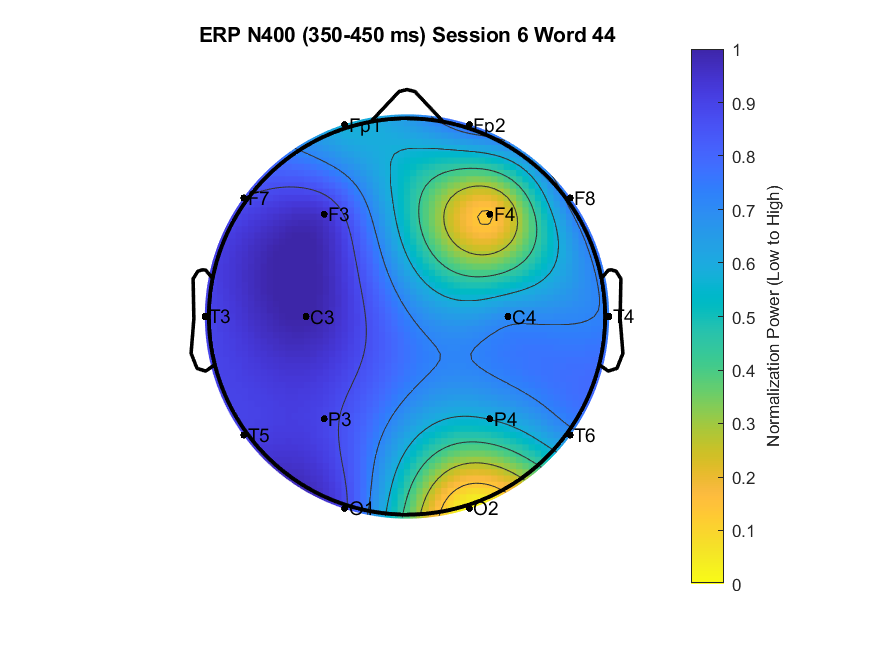 ERP N400 (350-450 ms) Session 6 Word 44
Fp1 Fp2
F7 F8
F3 F4
T3 C3 C4 T4
P3 P4
T5 T6
O1 O2
1
0.9
0.8
0.7
0.6
0.5
0.4
0.3
0.2
0.1
0
Normalization Power (Low to High)